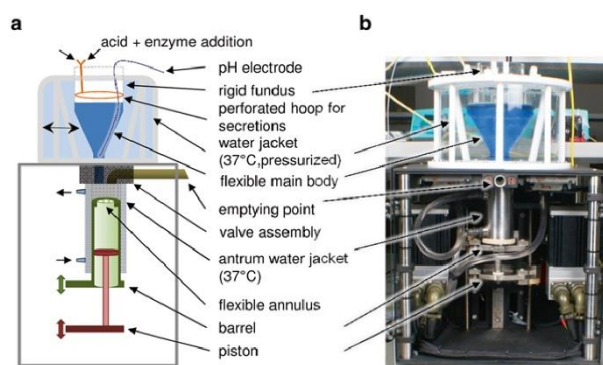 a
b
acid + enzyme addition
pH electrode
rigid fundus
perforated hoop for
secretions
water jacket
(37°C,pressurized)
flexible main body
emptying point
valve assembly
antrum water jacket
(37°C)
flexible annulus
barrel
piston